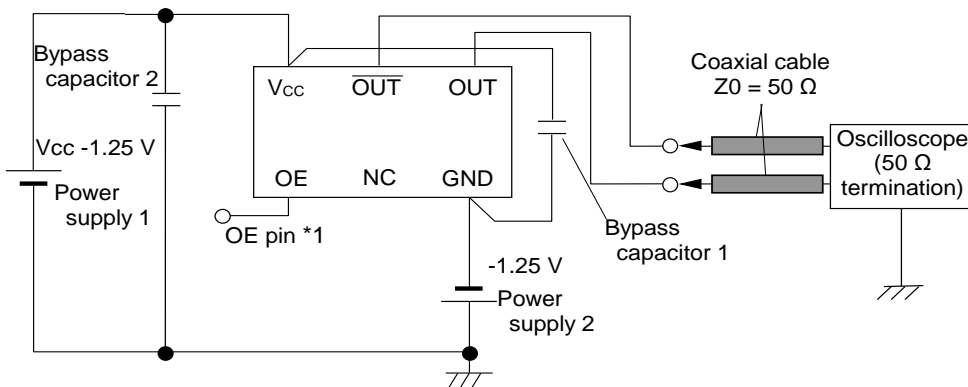 Bypass
capacitor 2
Vcc -1.25 V
Power
supply 1
VCC
OUT
OUT
OE
NC
GND
OE pin *1
-1.25 V
Power
supply 2
Bypass
capacitor 1
Coaxial cable
Z0 = 50 Ω
Oscilloscope
(50 Ω
termination)